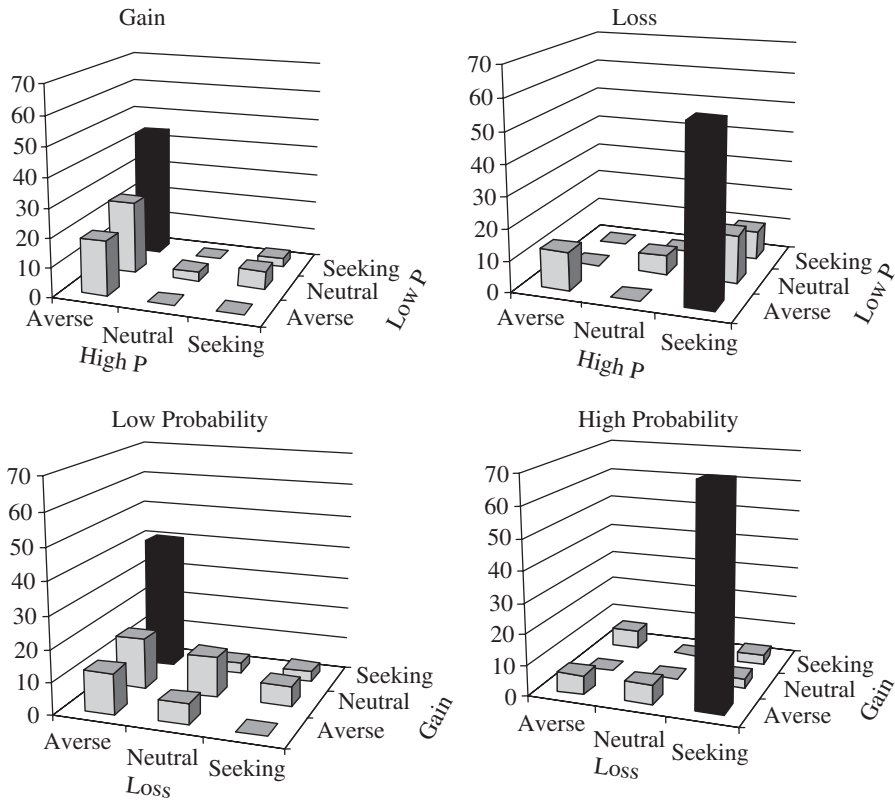 Gain
70
60
50
40
30
20
10
0
Averse
Neutral
Seeking
High P
Seeking
Neutral
Averse
Low P
Loss
70
60
50
40
30
20
10
0
Averse
Neutral
Seeking
High P
Seeking
Neutral
Averse
Low P
Low Probability
70
60
50
40
30
20
10
0
Averse
Neutral
Seeking
Loss
Seeking
Neutral
Averse
Gain
High Probability
70
60
50
40
30
20
10
0
Averse
Neutral
Seeking
Loss
Seeking
Neutral
Averse
Gain